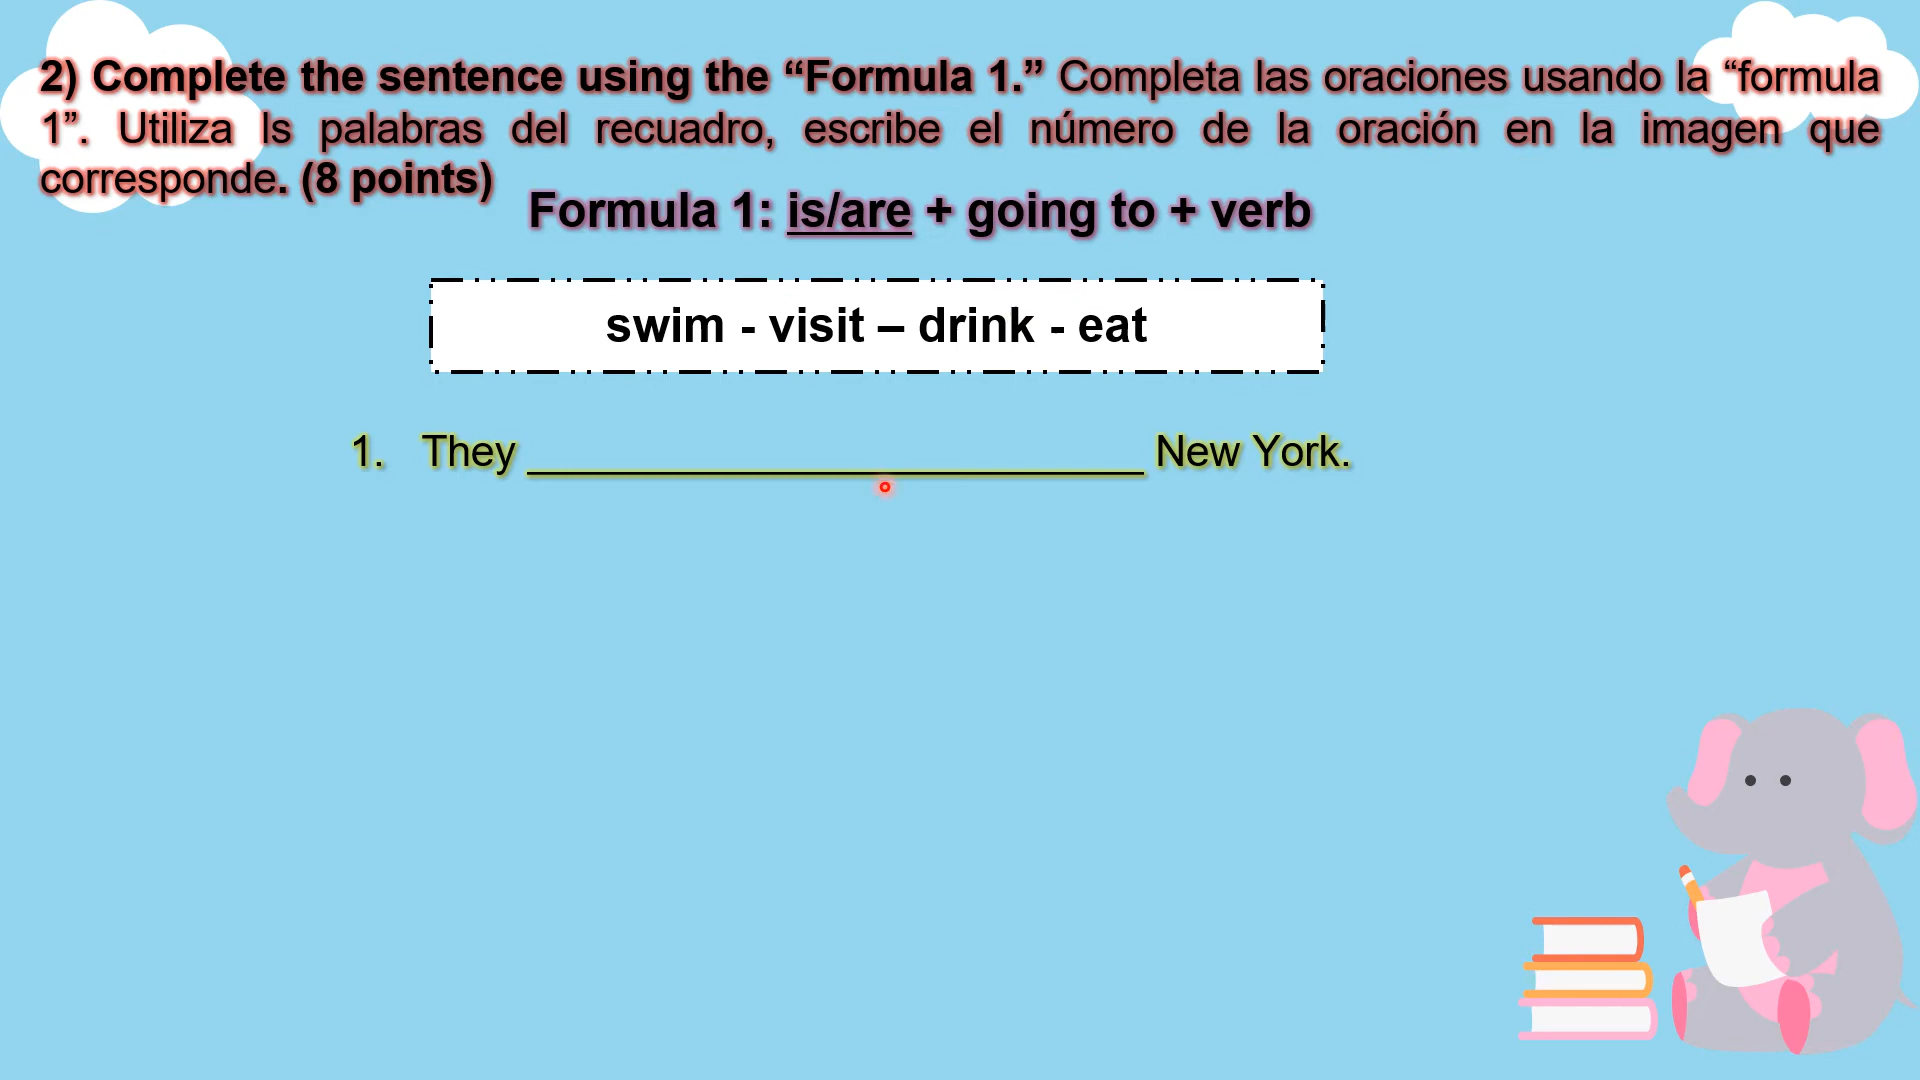 2) Complete the sentence using the “Formula 1.” Completa las oraciones usando la “formula
1”. Utiliza ls palabras del recuadro, escribe el número de la oración en la imagen que
corresponde. (8 points)
Formula 1: is/are + going to + verb
swim - visit – drink - eat
1. They __________________________ New York.